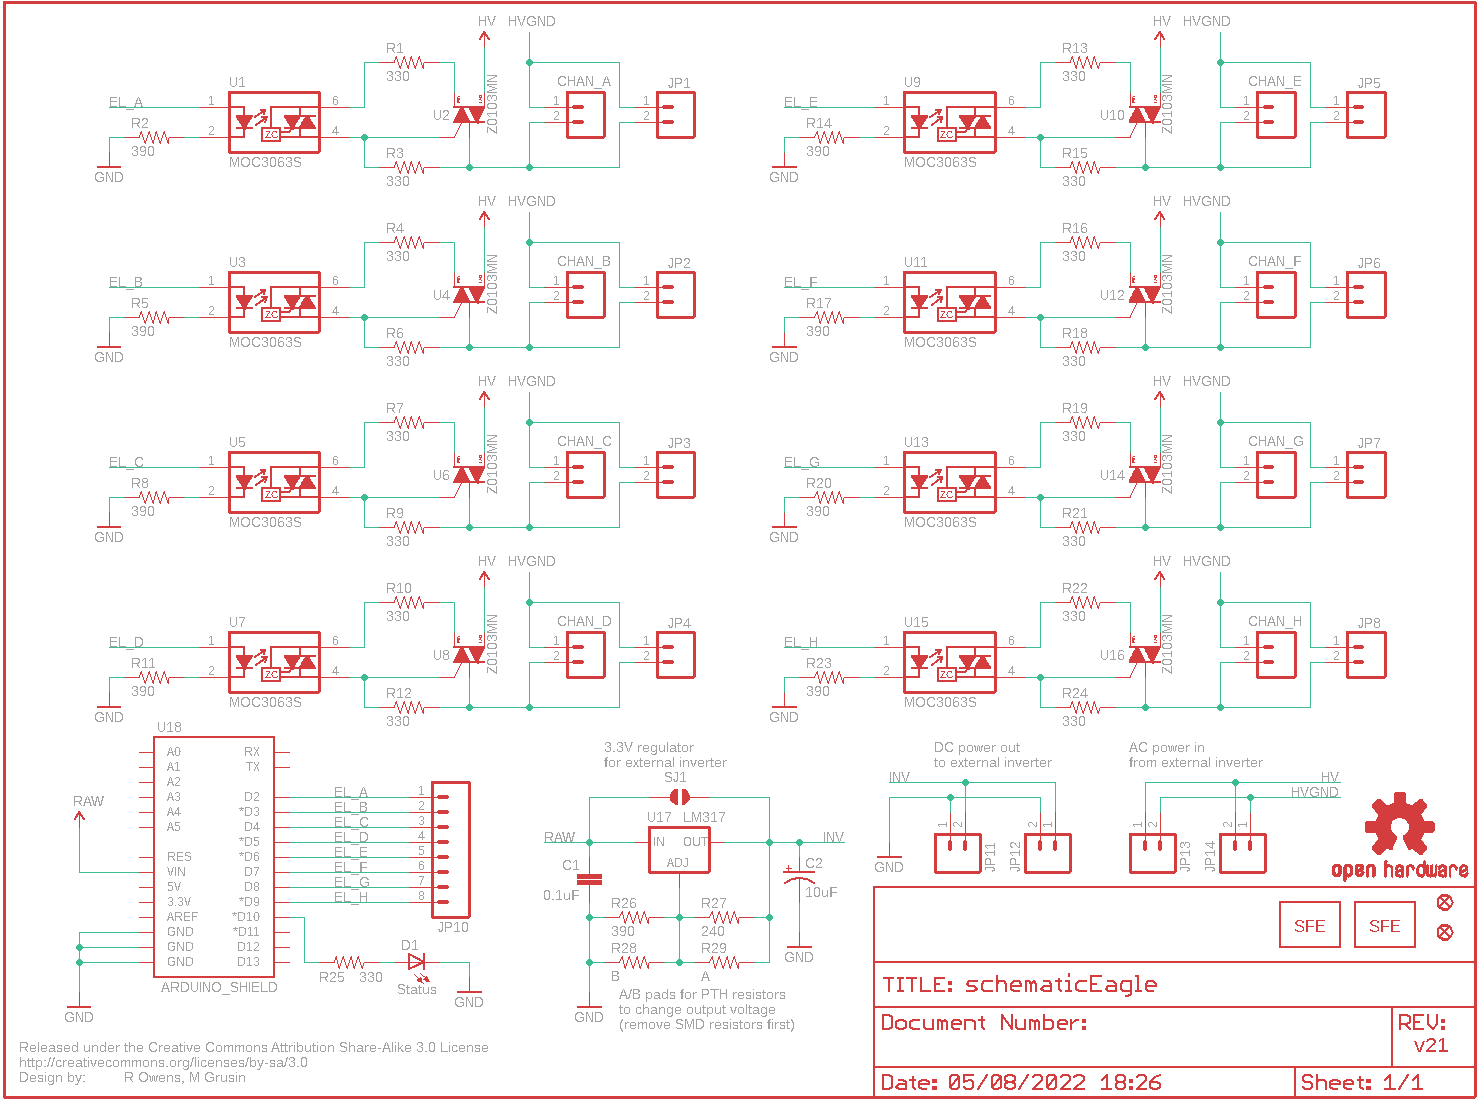 HV HVGND
R1
330
U1
EL_A
1
2
6
4
R2
390
GND
MOC3063S
U2
Z0103MN
R3
330
CHAN_A
1
2
JP1
1
2
HV HVGND
R13
330
U9
EL_E
1
2
6
4
R14
390
GND
MOC3063S
U10
Z0103MN
R15
330
CHAN_E
1
2
JP5
1
2
ZC
ZC
HV HVGND
R4
330
U3
EL_B
1
2
6
4
R5
390
GND
MOC3063S
U4
Z0103MN
R6
330
CHAN_B
1
2
JP2
1
2
HV HVGND
R16
330
U11
EL_F
1
2
6
4
R17
390
GND
MOC3063S
U12
Z0103MN
R18
330
CHAN_F
1
2
JP6
1
2
ZC
ZC
HV HVGND
R7
330
U5
EL_C
1
2
6
4
R8
390
GND
MOC3063S
U6
Z0103MN
R9
330
CHAN_C
1
2
JP3
1
2
HV HVGND
R19
330
U13
EL_G
1
2
6
4
R20
390
GND
MOC3063S
U14
Z0103MN
R21
330
CHAN_G
1
2
JP7
1
2
ZC
ZC
HV HVGND
R10
330
U7
EL_D
1
2
6
4
R11
390
GND
MOC3063S
U8
Z0103MN
R12
330
CHAN_D
1
2
JP4
1
2
HV HVGND
R22
330
U15
EL_H
1
2
6
4
R23
390
GND
MOC3063S
U16
Z0103MN
R24
330
CHAN_H
1
2
JP8
1
2
ZC
ZC
U18
RAW
A0 RX
A1 TX
A2
A3 D2
A4 *D3
A5 D4
*D5
RES *D6
VIN D7
5V D8
3.3V *D9
AREF *D10
GND *D11
GND D12
GND D13
ARDUINO_SHIELD
GND
EL_A 1
EL_B 2
EL_C 3
EL_D 4
EL_E 5
EL_F 6
EL_G 7
EL_H 8
JP10
R25 330
D1
Status
GND
3.3V regulator
for external inverter
SJ1
U17 LM317
RAW
IN OUT
ADJ
INV
C1
0.1uF
C2
10uF
+
R26
390
R27
240
R28
B
R29
A
GND
GND
A/B pads for PTH resistors
to change output voltage
(remove SMD resistors first)
DC power out
to external inverter
INV
GND
1 2
JP11
2 1
JP12
AC power in
from external inverter
HV
HVGND
1 2
JP13
2 1
JP14
open hardware
SFE SFE
TITLE: schematicEagle
Document Number:
REV:
v21
Date: 05/08/2022 18:26
Sheet: 1/1
Released under the Creative Commons Attribution Share-Alike 3.0 License
http://creativecommons.org/licenses/by-sa/3.0
Design by: R Owens, M Grusin